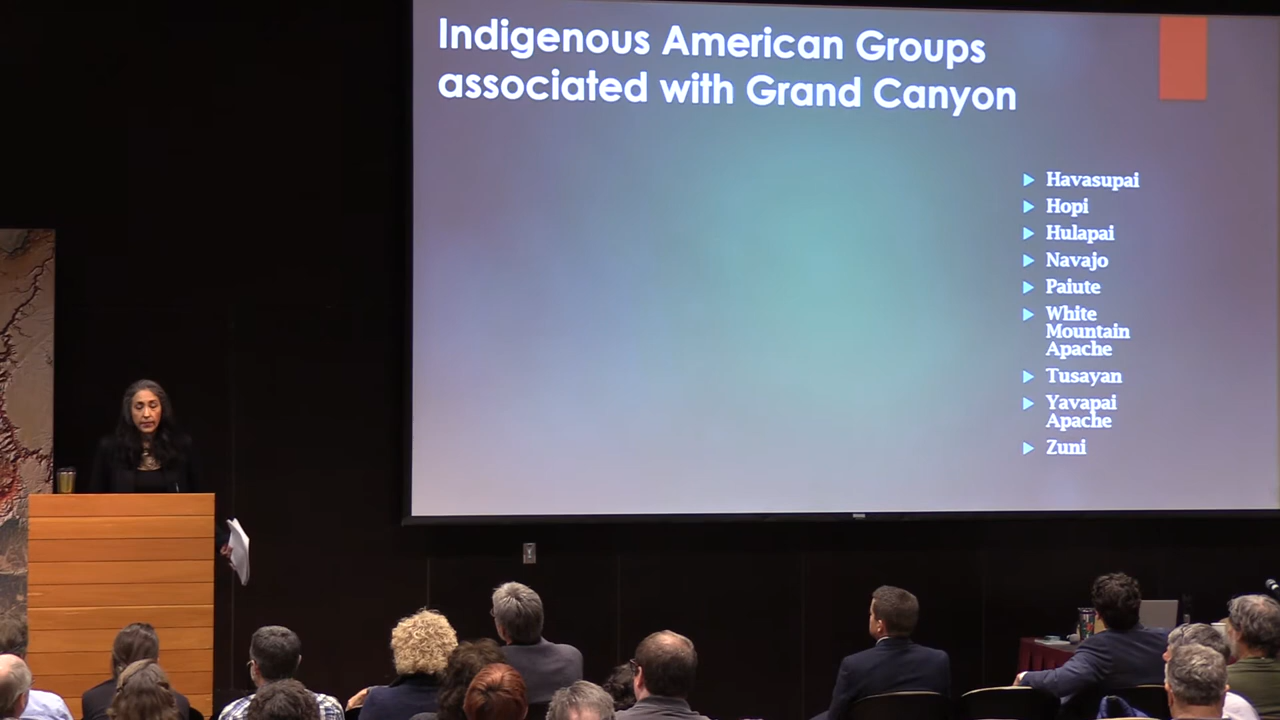 Indigenous American Groups
associated with Grand Canyon
Havasupai
Hopi
Hulapai
Navajo
Paiute
White
Mountain
Apache
Tusayan
Yavapai
Apache
Zuni